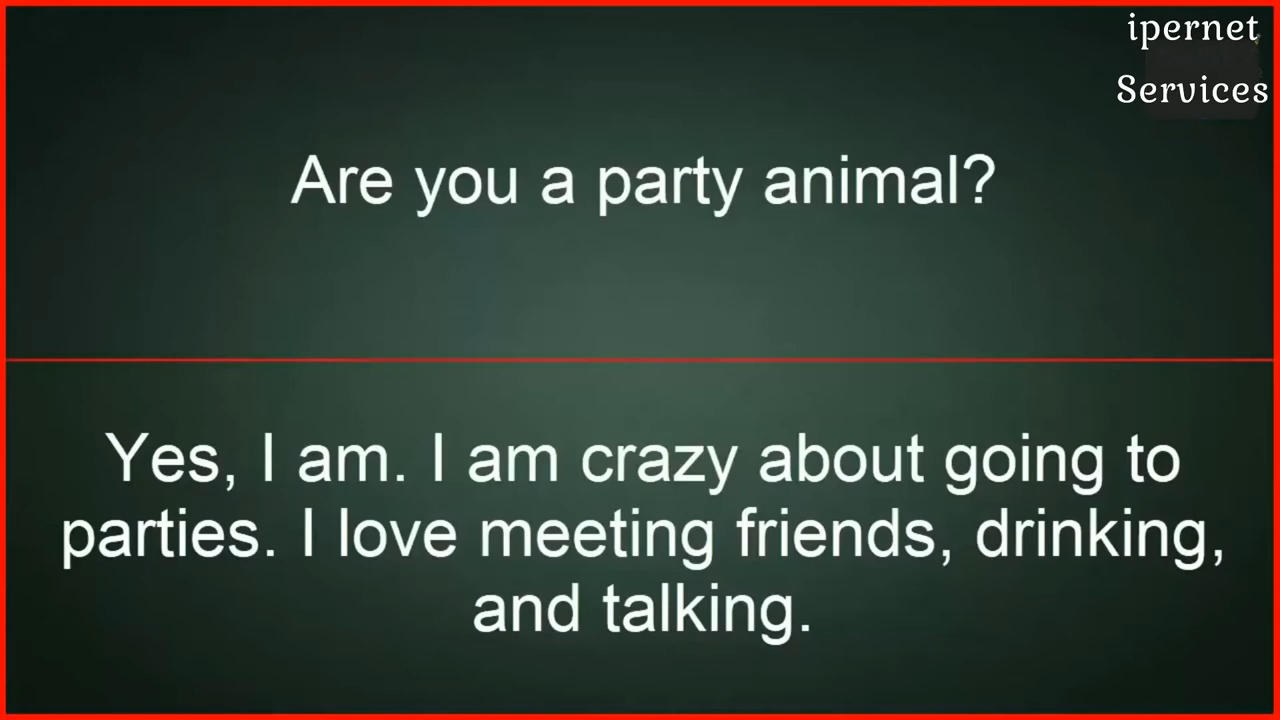 ipernet
Services
Are you a party animal?
Yes, I am. I am crazy about going to
parties. I love meeting friends, drinking,
and talking.